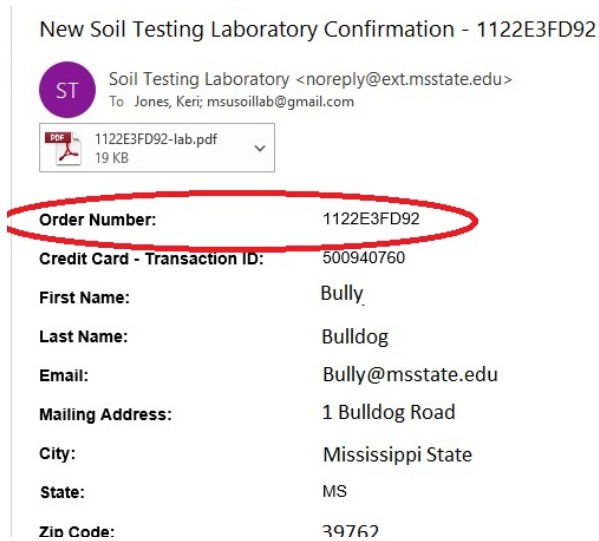 New Soil Testing Laboratory Confirmation - 1122E3FD92
ST
Soil Testing Laboratory <noreply@ext.msstate.edu>
To Jones, Keri; msusoillab@gmail.com
PDF
1122E3FD92-lab.pdf
19 KB
Order Number: 1122E3FD92
Credit Card - Transaction ID: 500940760
First Name: Bully
Last Name: Bulldog
Email: Bully@msstate.edu
Mailing Address: 1 Bulldog Road
City: Mississippi State
State: MS
Zip Code: 39762